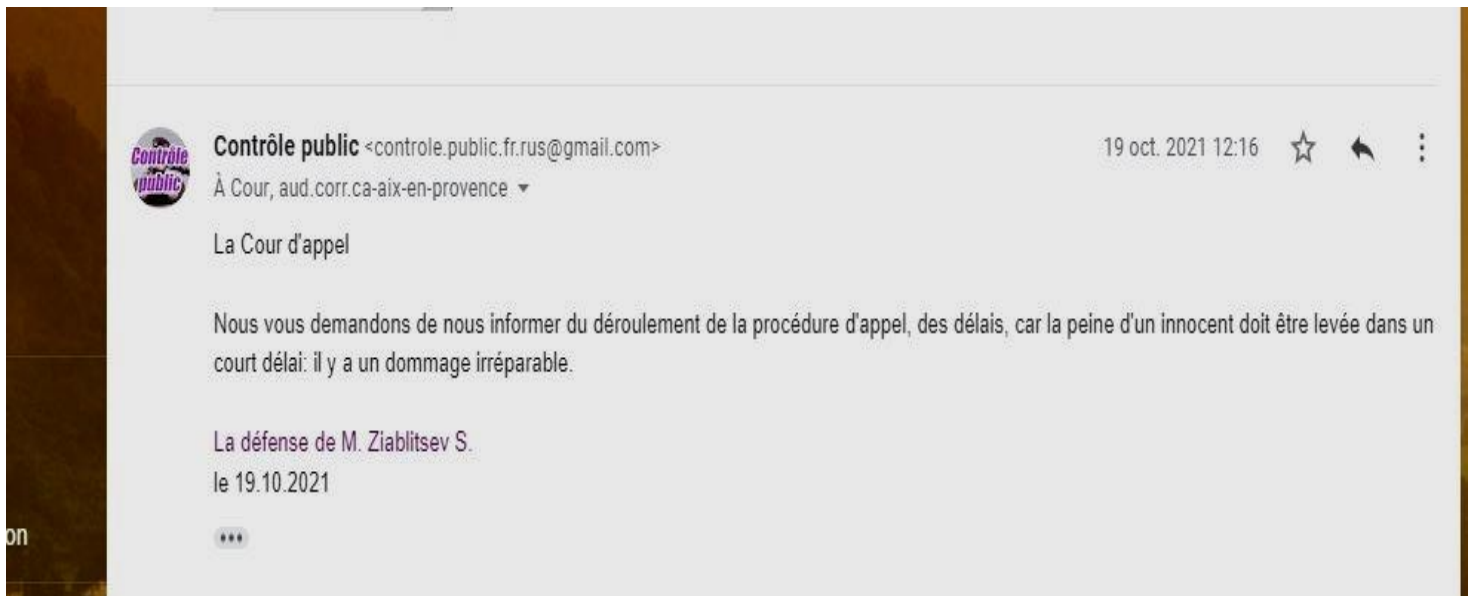 Contrôle public
Contrôle public <controle.public.fr.rus@gmail.com>
19 oct. 2021 12:16
À Cour, aud.corr.ca-aix-en-provence
La Cour d'appel
Nous vous demandons de nous informer du déroulement de la procédure d'appel, des délais, car la peine d'un innocent doit être levée dans un
court délai: il y a un dommage irréparable.
La défense de M. Ziablitsev S.
le 19.10.2021
on